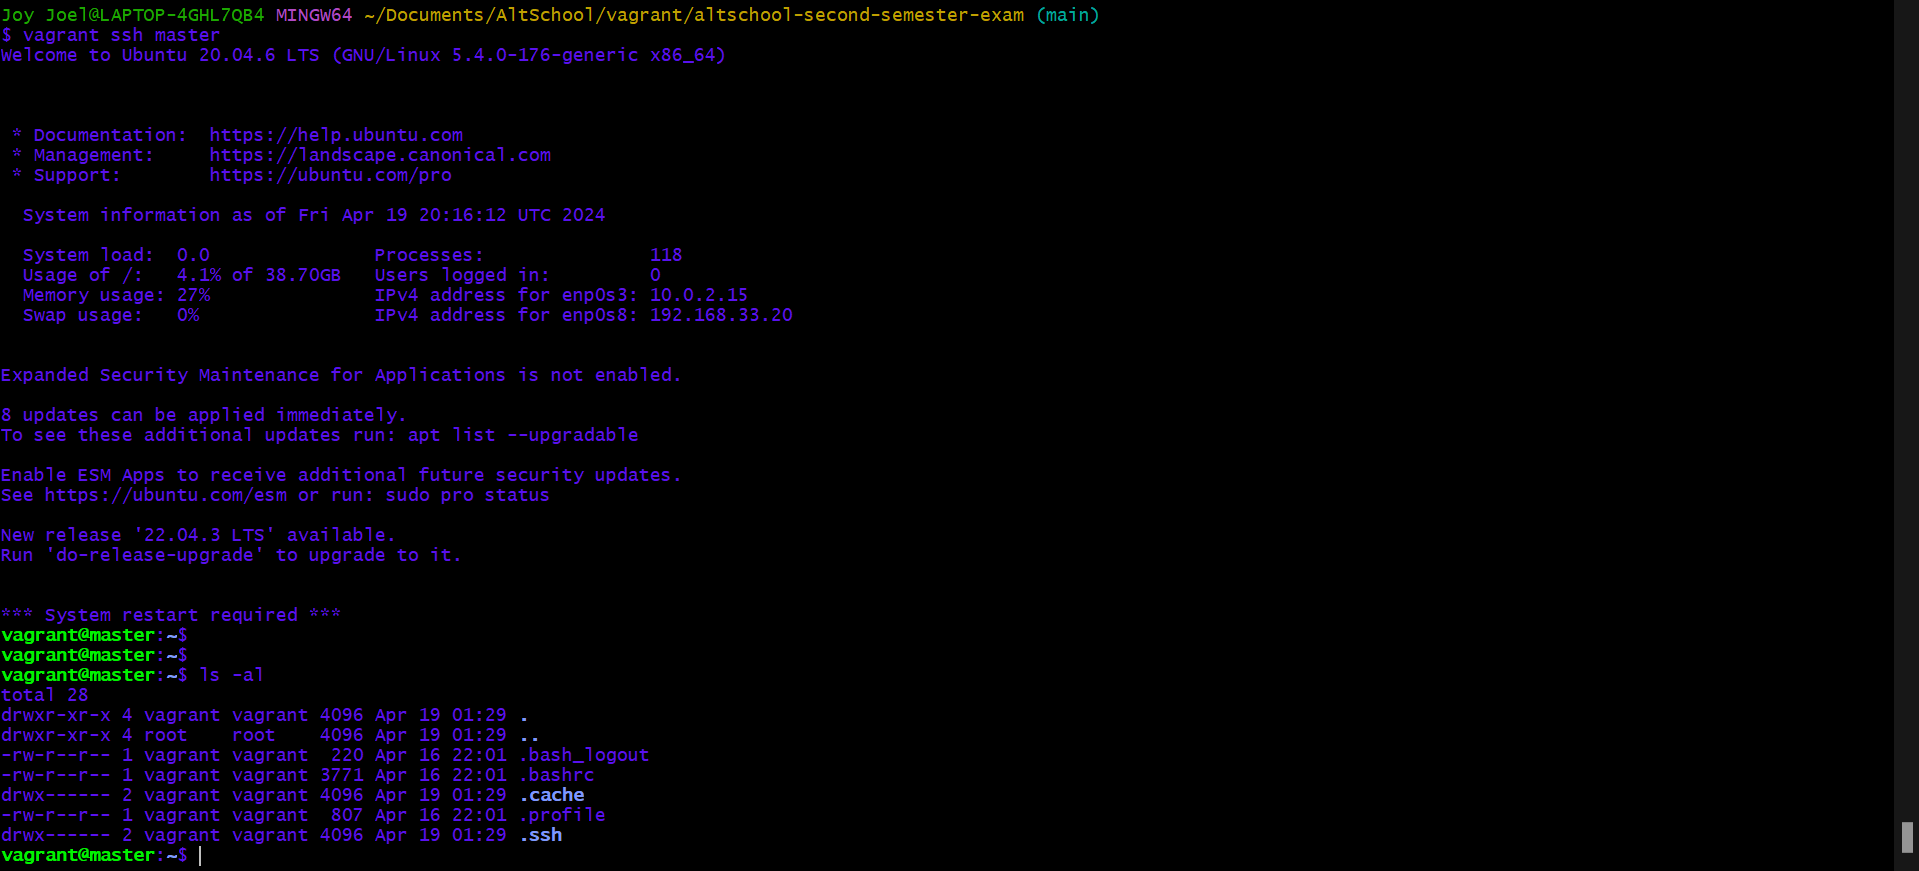 Joy Joel@LAPTOP-4GHL7QB4 MINGW64 ~/Documents/AltSchool/vagrant/altschool-second-semester-exam (main)
$ vagrant ssh master
Welcome to Ubuntu 20.04.6 LTS (GNU/Linux 5.4.0-176-generic x86_64)
* Documentation:  https://help.ubuntu.com
* Management:     https://landscape.canonical.com
* Support:        https://ubuntu.com/pro
System information as of Fri Apr 19 20:16:12 UTC 2024
System load:  0.0               Processes:               118
Usage of /:   4.1% of 38.70GB   Users logged in:         0
Memory usage: 27%               IPv4 address for enp0s3: 10.0.2.15
Swap usage:   0%                IPv4 address for enp0s8: 192.168.33.20
Expanded Security Maintenance for Applications is not enabled.
8 updates can be applied immediately.
To see these additional updates run: apt list --upgradable
Enable ESM Apps to receive additional future security updates.
See https://ubuntu.com/esm or run: sudo pro status
New release '22.04.3 LTS' available.
Run 'do-release-upgrade' to upgrade to it.
*** System restart required ***
vagrant@master:~$
vagrant@master:~$
vagrant@master:~$ ls -al
total 28
drwxr-xr-x 4 vagrant vagrant 4096 Apr 19 01:29 .
drwxr-xr-x 4 root    root    4096 Apr 19 01:29 ..
-rw-r--r-- 1 vagrant vagrant  220 Apr 16 22:01 .bash_logout
-rw-r--r-- 1 vagrant vagrant 3771 Apr 16 22:01 .bashrc
drwx------ 2 vagrant vagrant 4096 Apr 19 01:29 .cache
-rw-r--r-- 1 vagrant vagrant  807 Apr 16 22:01 .profile
drwx------ 2 vagrant vagrant 4096 Apr 19 01:29 .ssh
vagrant@master:~$